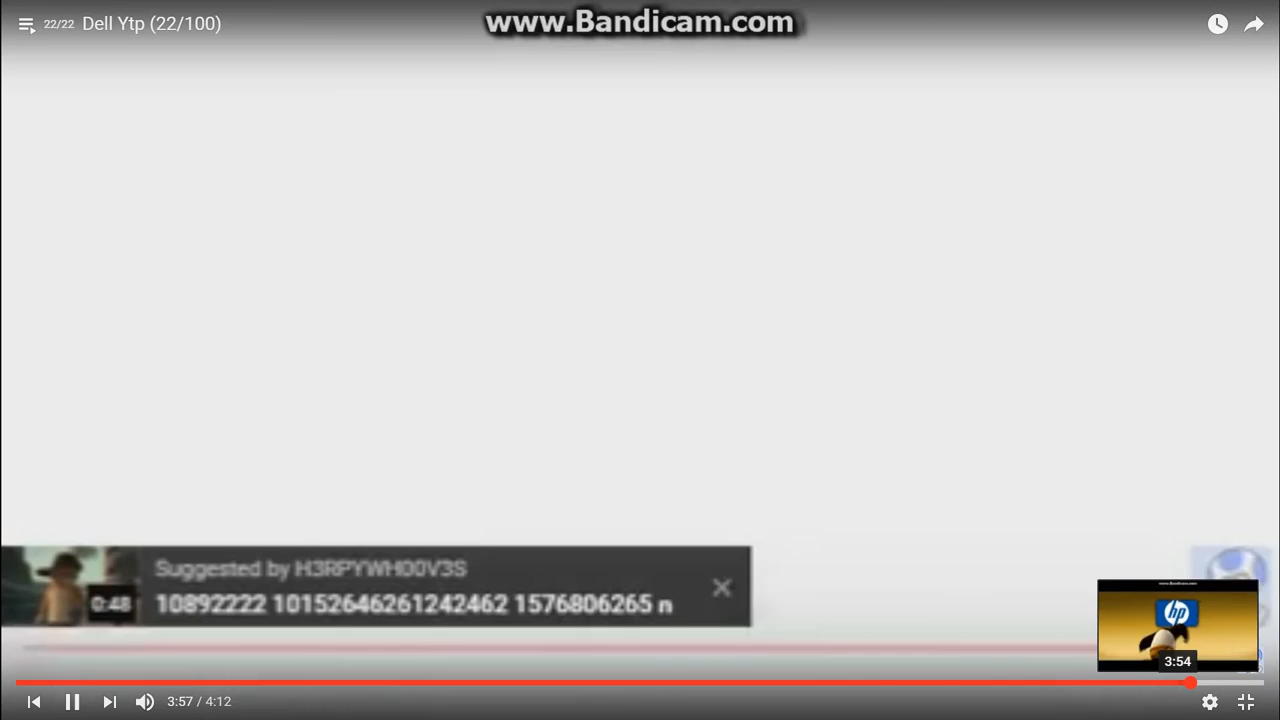 22/22 Dell Ytp (22/100)
www.Bandicam.com
Suggested by H3RPYWH00V3S
0:48
10892222 10152646261242462 1576806265 n
hp
3:54
3:57 / 4:12